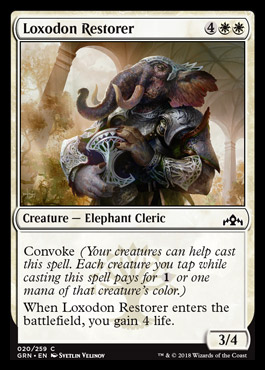 Loxodon Restorer 4
Creature — Elephant Cleric
Convoke (Your creatures can help cast
this spell. Each creature you tap while
casting this spell pays for 1 or one
mana of that creature's color.)
When Loxodon Restorer enters the
battlefield, you gain 4 life.
3/4
020/259 C
GRN • EN Svetlin Velinov
™ & © 2018 Wizards of the Coast